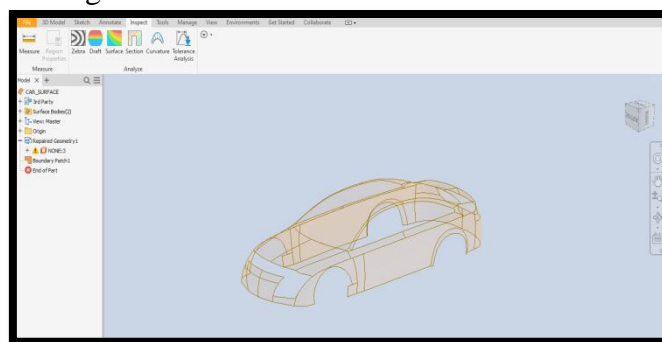 File 3D Model Sketch Annotate Inspect Tools Manage View Environments Get Started Collaborate
Measure Region Properties Zebra Draft Surface Section Curvature Tolerance Analysis
Measure Analyze
Model × +
CAR_SURFACE
3rd Party
Surface Bodies(2)
View: Master
Origin
Repaired Geometry1
NONE:3
Boundary Patch1
End of Part